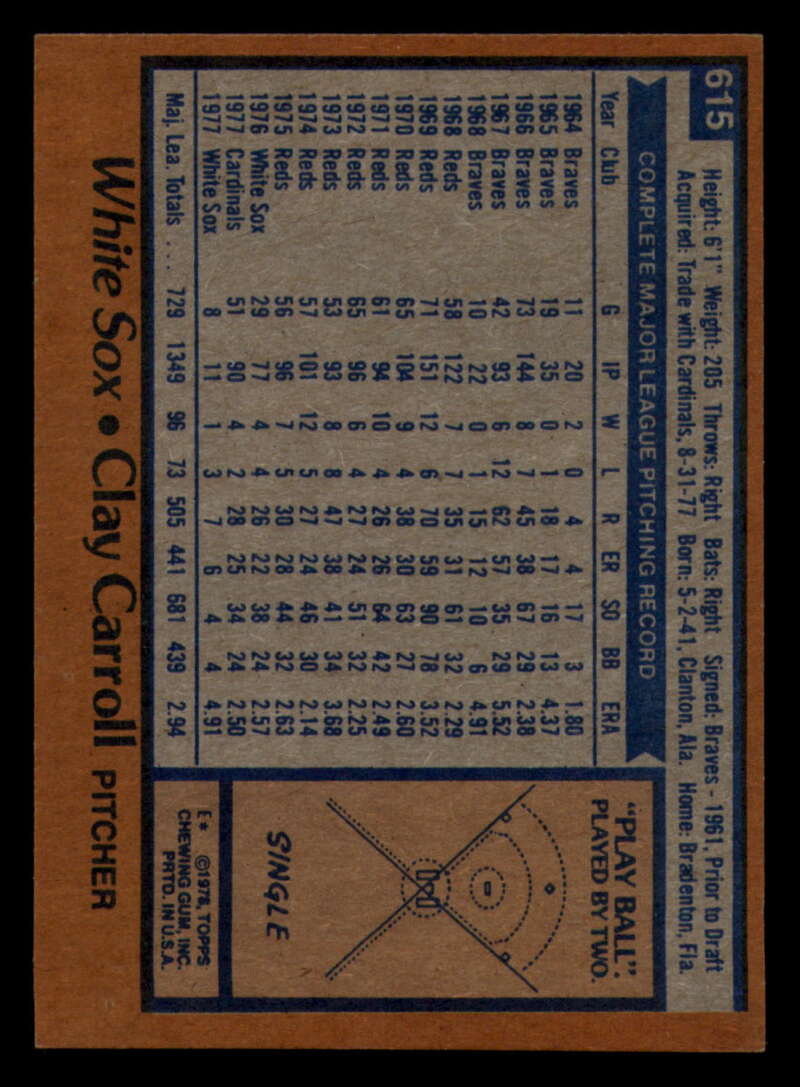 615
Height: 6'1" Weight: 205 Throws: Right Bats: Right Signed: Braves - 1961, Prior to Draft
Acquired: Trade with Cardinals, 8-31-77 Born: 5-2-41, Clanton, Ala. Home: Bradenton, Fla.
COMPLETE MAJOR LEAGUE PITCHING RECORD
Year Club G IP W L R ER SO BB ERA
1964 Braves 11 20 2 0 4 4 17 3 1.80
1965 Braves 19 35 0 1 18 17 16 13 4.37
1966 Braves 73 144 8 7 45 38 67 29 2.38
1967 Braves 42 93 6 12 62 57 35 29 5.52
1968 Braves 10 22 0 1 15 12 10 6 4.91
1968 Reds 58 122 7 7 35 31 61 32 2.29
1969 Reds 71 151 12 6 70 59 90 78 3.52
1970 Reds 65 104 9 4 38 30 63 27 2.60
1971 Reds 61 94 10 4 26 26 64 42 2.49
1972 Reds 65 96 6 4 27 24 51 32 2.25
1973 Reds 53 93 8 8 47 38 41 34 3.68
1974 Reds 57 101 12 5 27 24 46 30 2.14
1975 Reds 56 96 7 5 30 28 44 32 2.63
1976 White Sox 29 77 4 4 26 22 38 24 2.57
1977 Cardinals 51 90 4 2 28 25 34 24 2.50
1977 White Sox 8 11 1 3 7 6 4 4 4.91
Maj. Lea. Totals . . . 729 1349 96 73 505 441 681 439 2.94
"PLAY BALL":
PLAYED BY TWO.
SINGLE
E* ©1978, TOPPS
CHEWING GUM, INC.
PRTD. IN U.S.A.
White Sox • Clay Carroll PITCHER